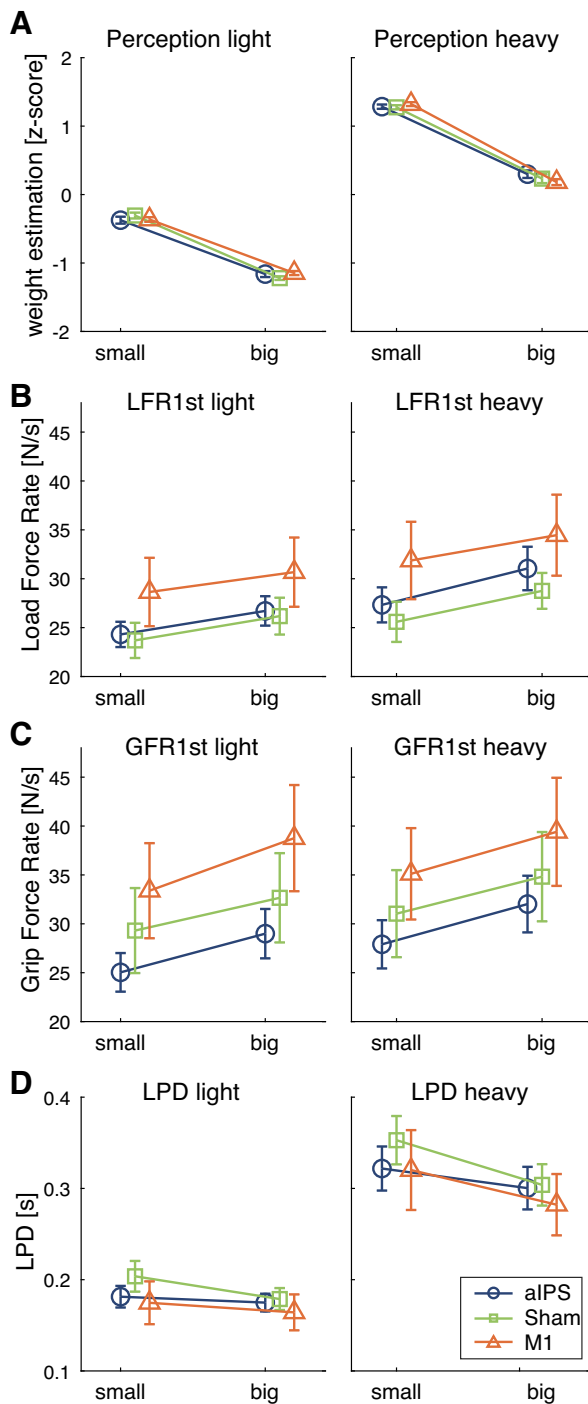 A
Perception light
Perception heavy
weight estimation [z-score]
2
1
0
-1
-2
small
big
small
big
B
LFR1st light
LFR1st heavy
Load Force Rate [N/s]
45
40
35
30
25
20
small
big
small
big
C
GFR1st light
GFR1st heavy
Grip Force Rate [N/s]
45
40
35
30
25
20
small
big
small
big
D
LPD light
LPD heavy
LPD [s]
0.4
0.3
0.2
0.1
small
big
small
big
aIPS
Sham
M1